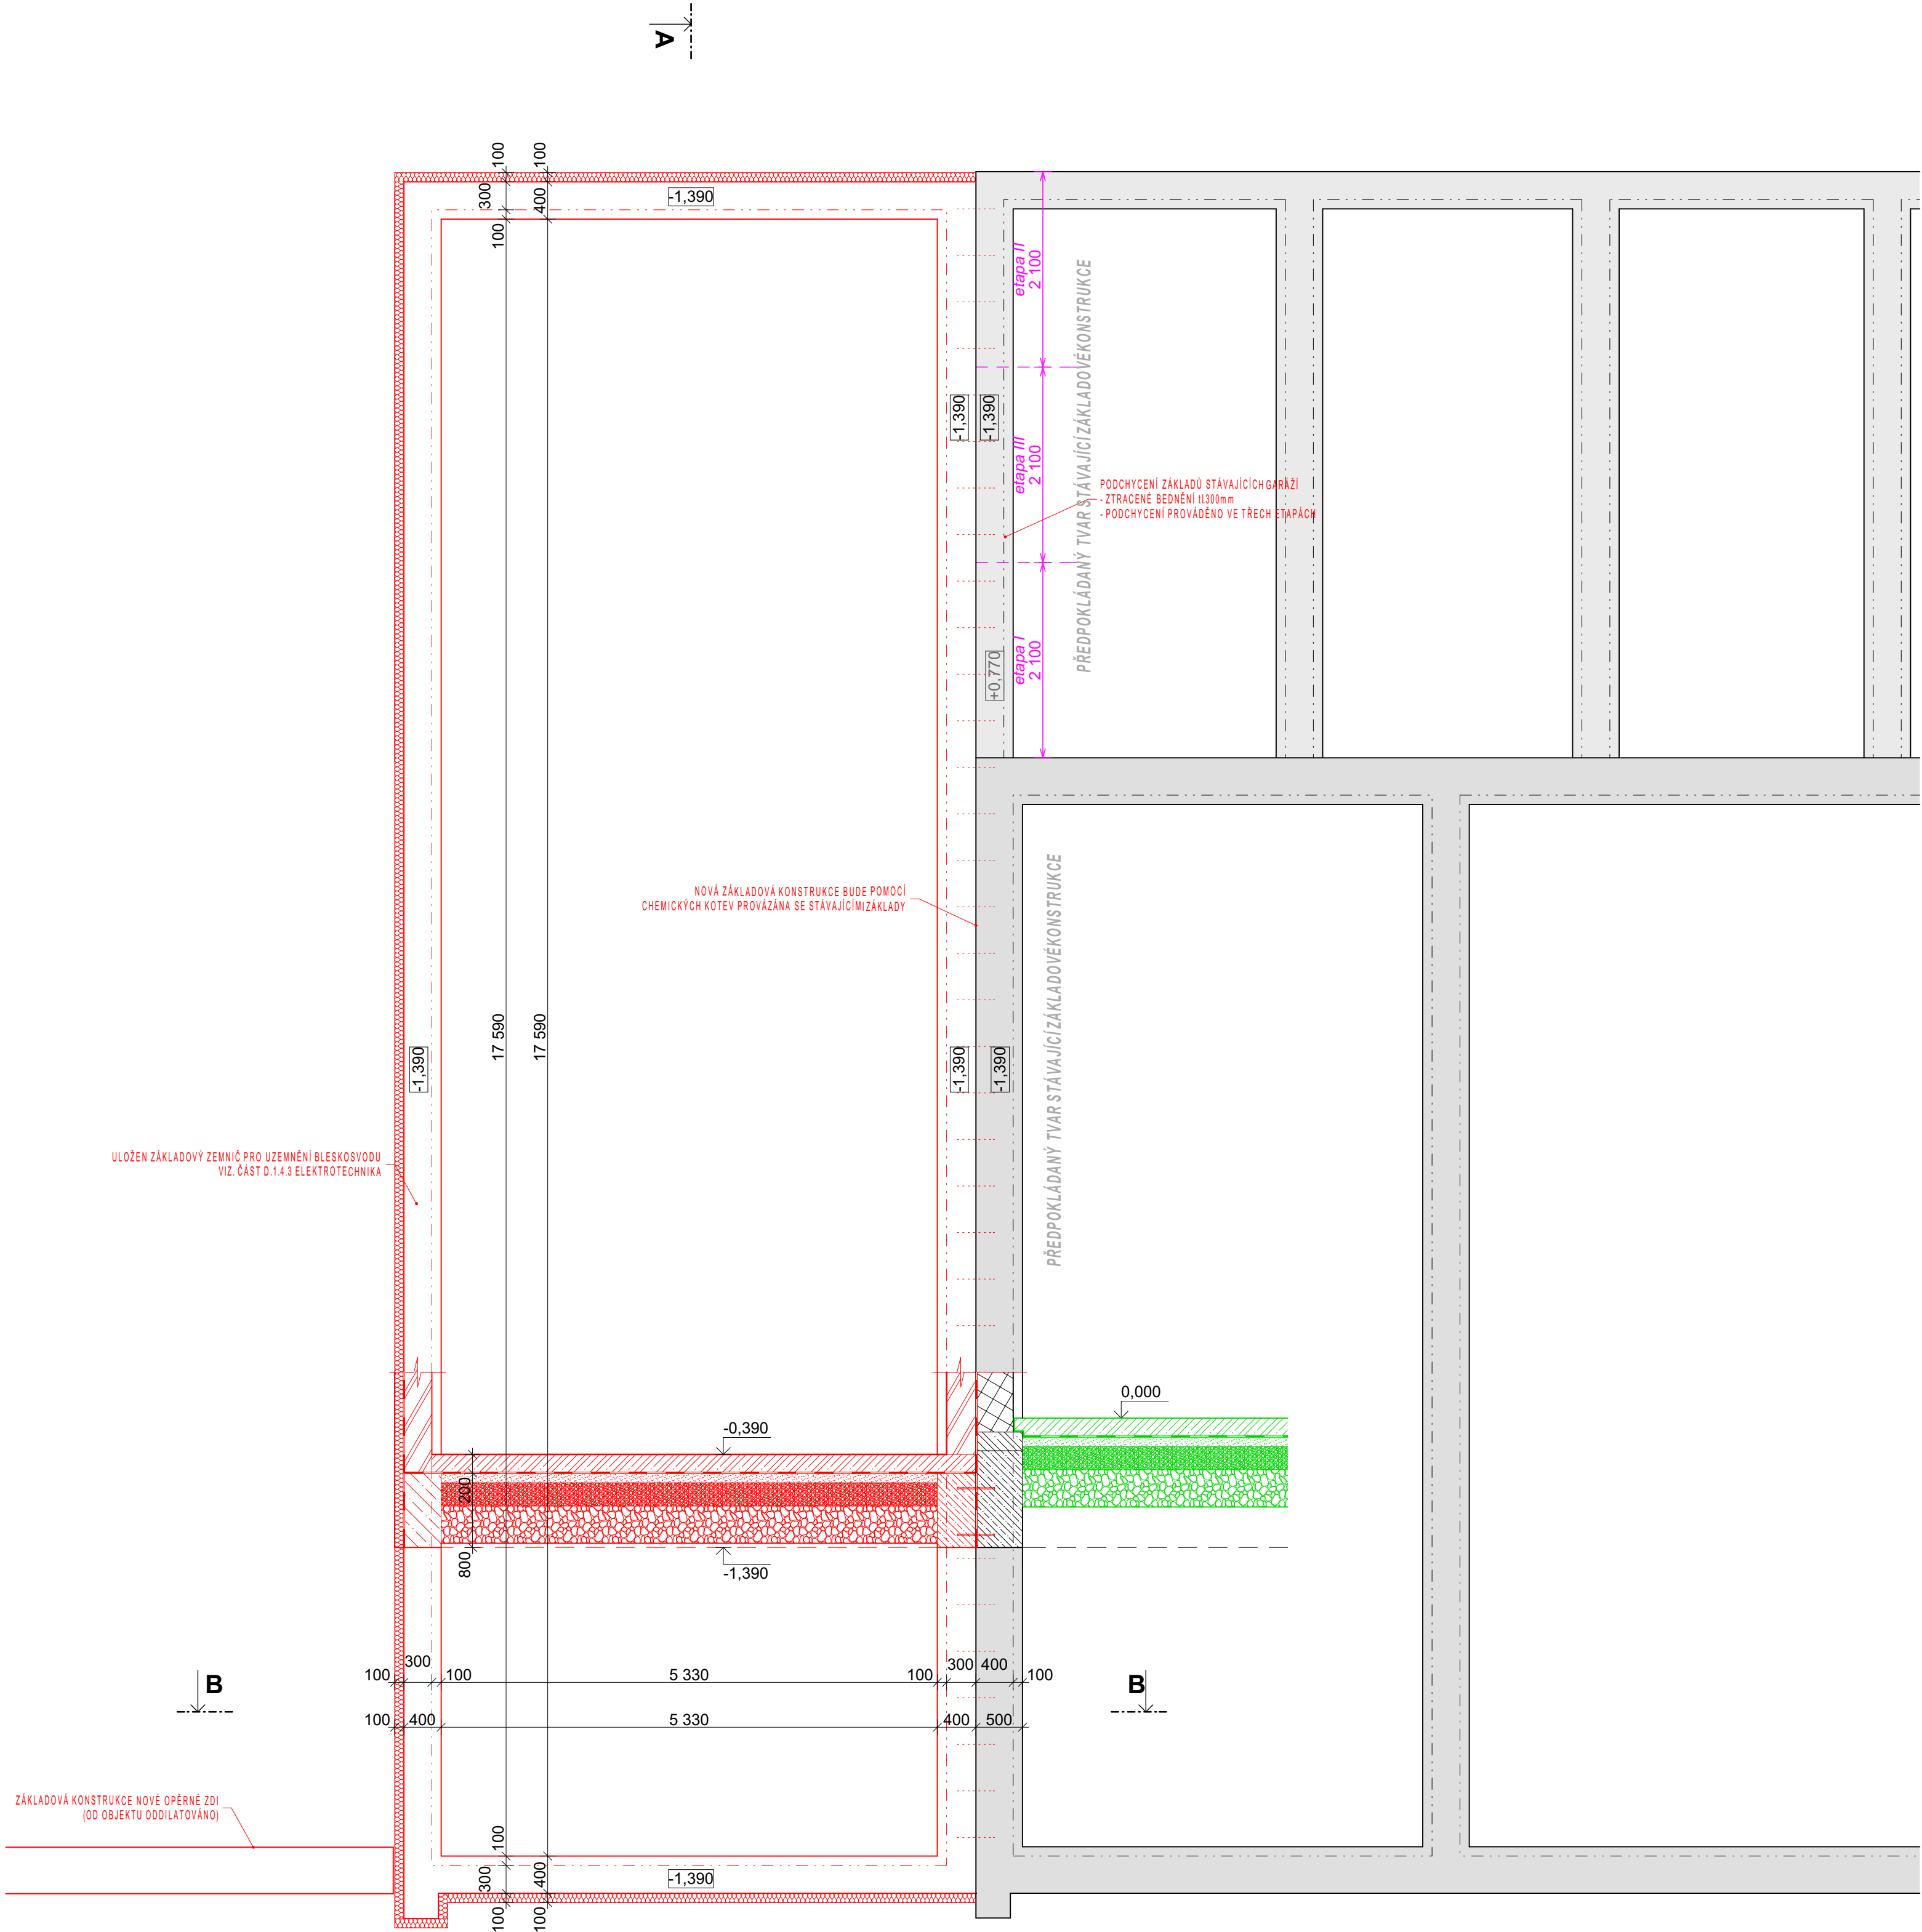 A
100
100
300
400
-1,390
100
etapa II
2 100
PŘEDPOKLÁDANÝ TVAR STÁVAJÍCÍ ZÁKLADOVÉ KONSTRUKCE
-1,390
-1,390
etapa III
2 100
PODCHYCENÍ ZÁKLADŮ STÁVAJÍCÍCH GARÁŽÍ
- ZTRACENÉ BEDNĚNÍ tl.300mm
- PODCHYCENÍ PROVÁDĚNO VE TŘECH ETAPÁCH
etapa I
2 100
+0,770
NOVÁ ZÁKLADOVÁ KONSTRUKCE BUDE POMOCÍ
CHEMICKÝCH KOTEV PROVÁZÁNA SE STÁVAJÍCÍMI ZÁKLADY
PŘEDPOKLÁDANÝ TVAR STÁVAJÍCÍ ZÁKLADOVÉ KONSTRUKCE
17 590
17 590
-1,390
-1,390
-1,390
ULOŽEN ZÁKLADOVÝ ZEMNIČ PRO UZEMNĚNÍ BLESKOSVODU
VIZ. ČÁST D.1.4.3 ELEKTROTECHNIKA
0,000
-0,390
200
800
-1,390
B
B
100
300
100
5 330
100
300
400
100
100
400
5 330
400
500
ZÁKLADOVÁ KONSTRUKCE NOVÉ OPĚRNÉ ZDI
(OD OBJEKTU ODDILATOVÁNO)
100
300
400
-1,390
100
100